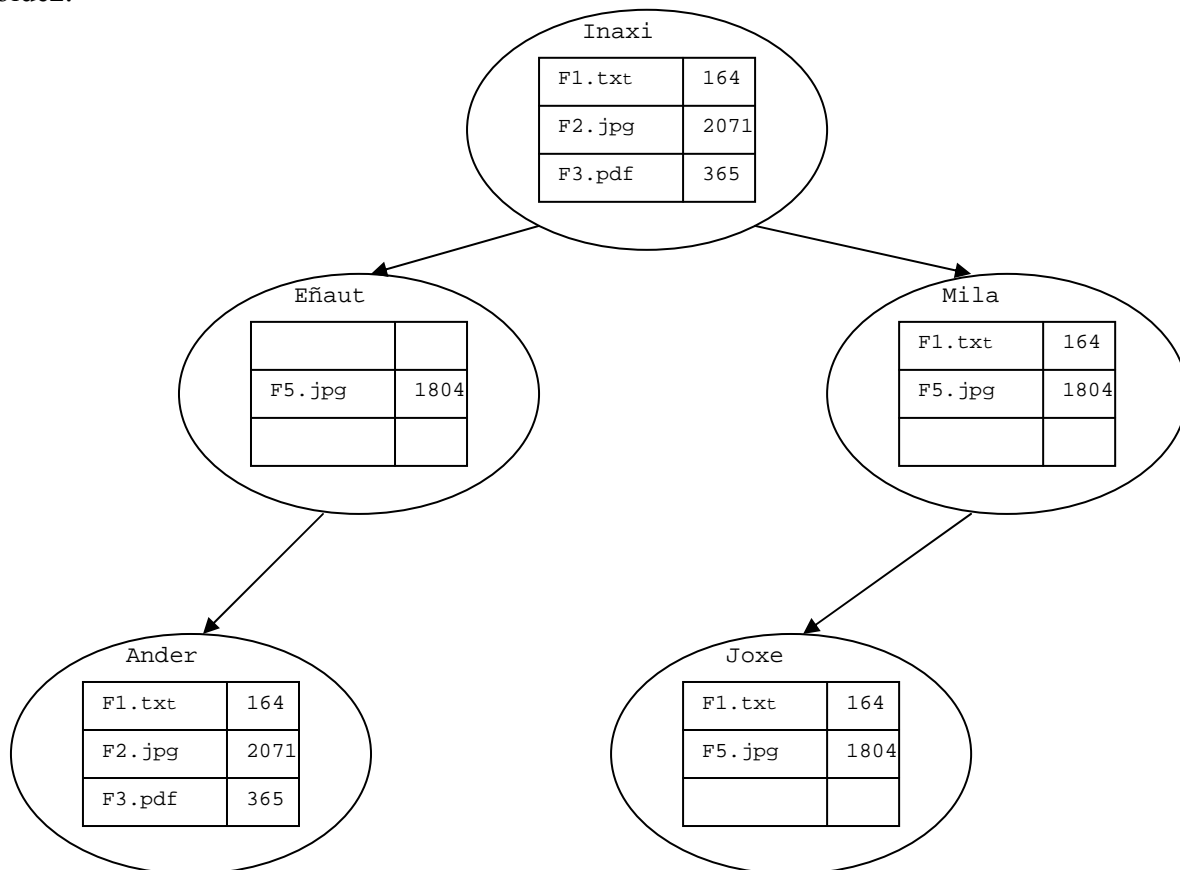 Inaxi
F1.txt 164
F2.jpg 2071
F3.pdf 365
Eñaut
F5.jpg 1804
Mila
F1.txt 164
F5.jpg 1804
Ander
F1.txt 164
F2.jpg 2071
F3.pdf 365
Joxe
F1.txt 164
F5.jpg 1804